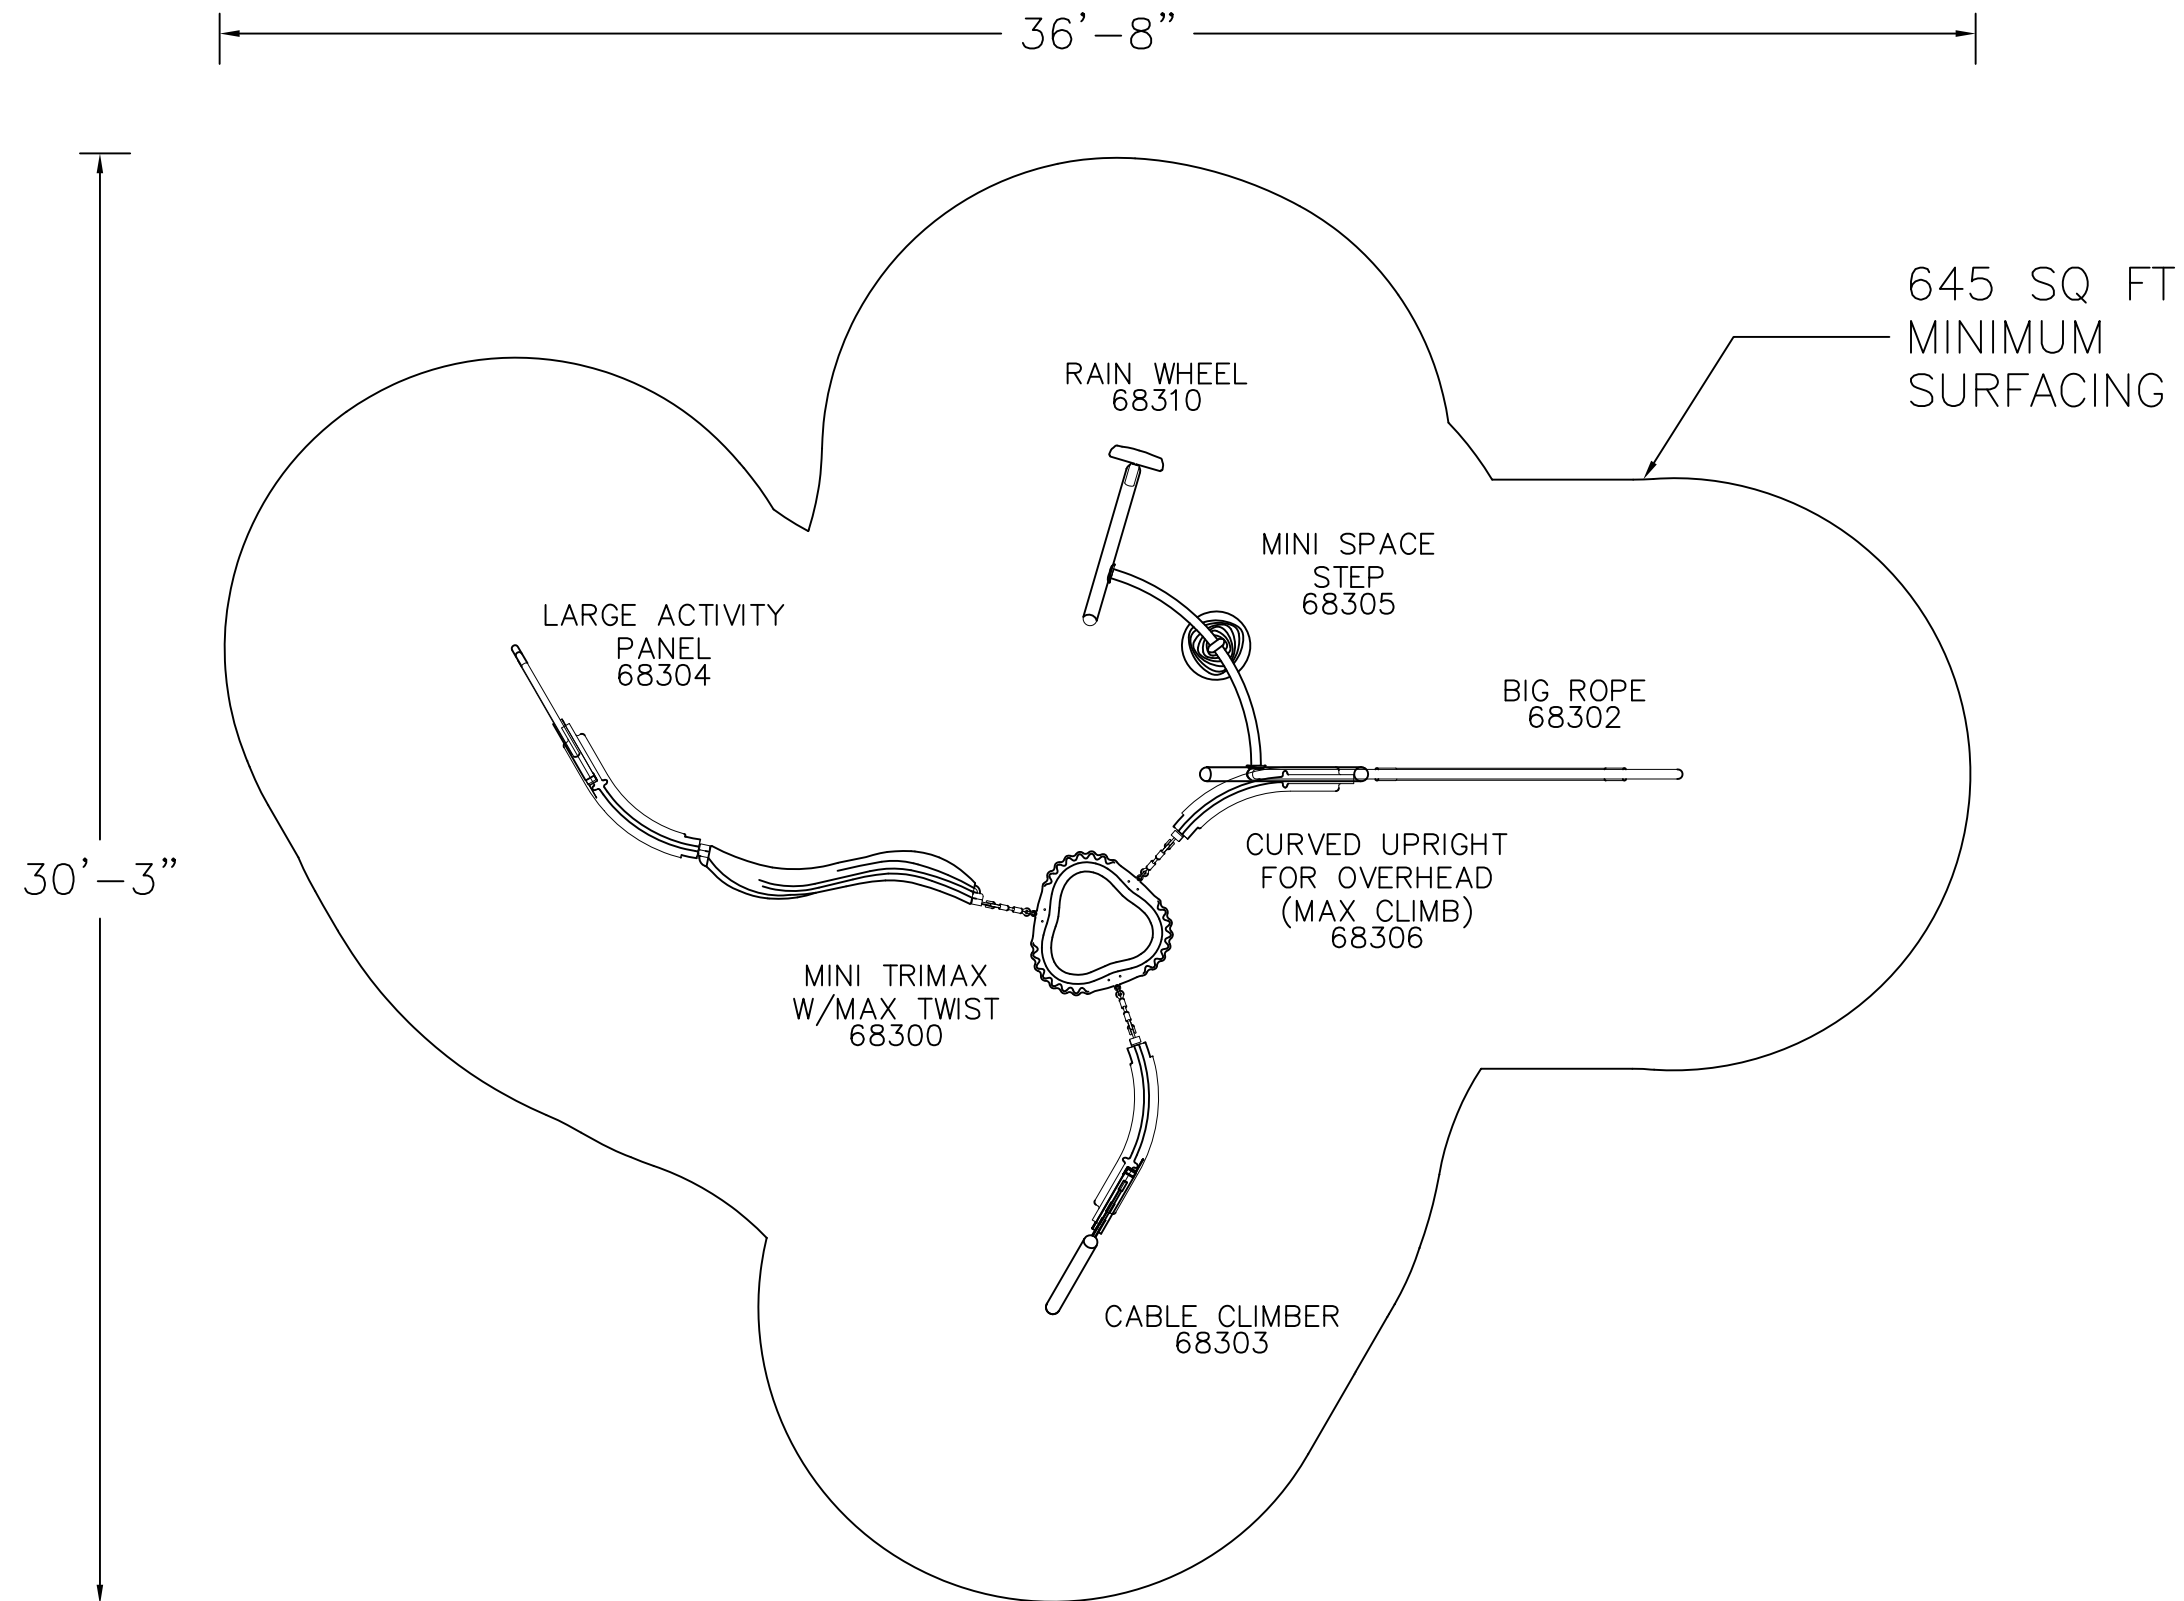 36'-8"
645 SQ FT
MINIMUM
SURFACING
RAIN WHEEL
68310
MINI SPACE
STEP
68305
LARGE ACTIVITY
PANEL
68304
BIG ROPE
68302
30'-3"
CURVED UPRIGHT
FOR OVERHEAD
(MAX CLIMB)
68306
MINI TRIMAX
W/MAX TWIST
68300
CABLE CLIMBER
68303